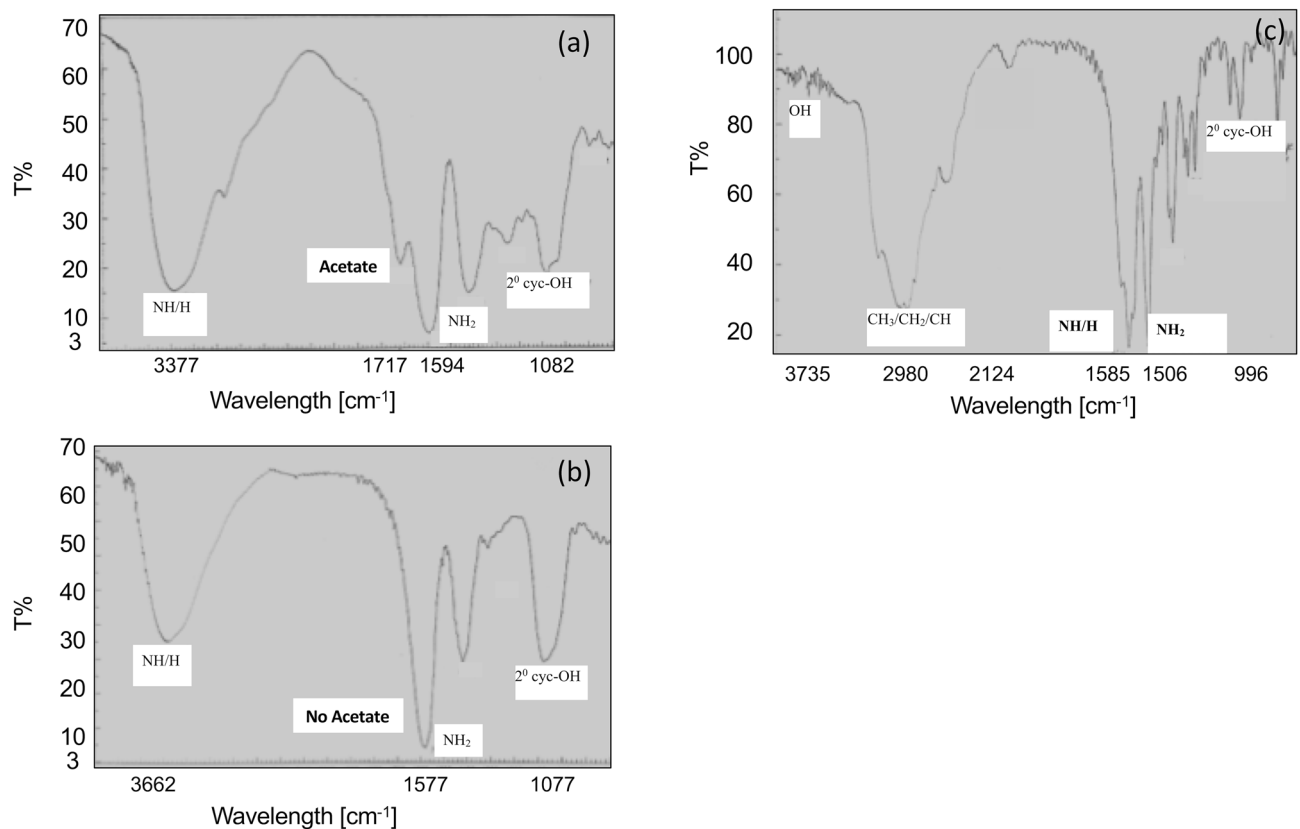 (a)
70
60
50
40
30
20
10
3
T%
NH/H
Acetate
NH₂
2⁰ cyc-OH
3377 1717 1594 1082
Wavelength [cm⁻¹]
(b)
70
60
50
40
30
20
10
3
T%
NH/H
No Acetate
NH₂
2⁰ cyc-OH
3662 1577 1077
Wavelength [cm⁻¹]
(c)
100
80
60
40
20
T%
OH
2⁰ cyc-OH
CH₃/CH₂/CH
NH/H
NH₂
3735 2980 2124 1585 1506 996
Wavelength [cm⁻¹]